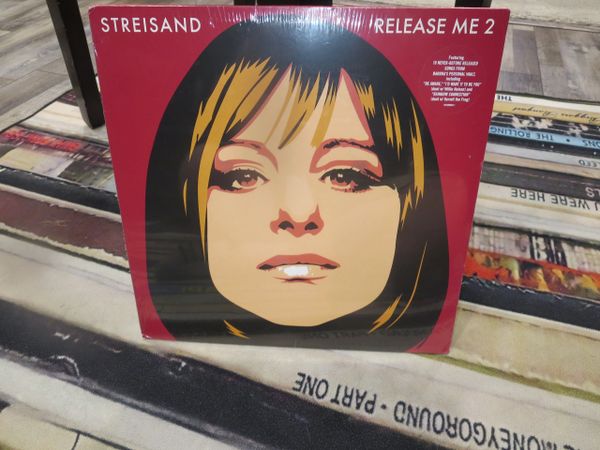 STREISAND
RELEASE ME 2
Featuring
10 NEVER-BEFORE RELEASED
SONGS FROM
BARBRA'S PERSONAL VAULT
including
"BE AWARE," "I'D WANT IT TO BE YOU"
(duet w/ Willie Nelson) and
"RAINBOW CONNECTION"
(duet w/ Kermit the Frog)
THE ROLLING
U WERE HERE
MONEYGOROUND - PART ONE